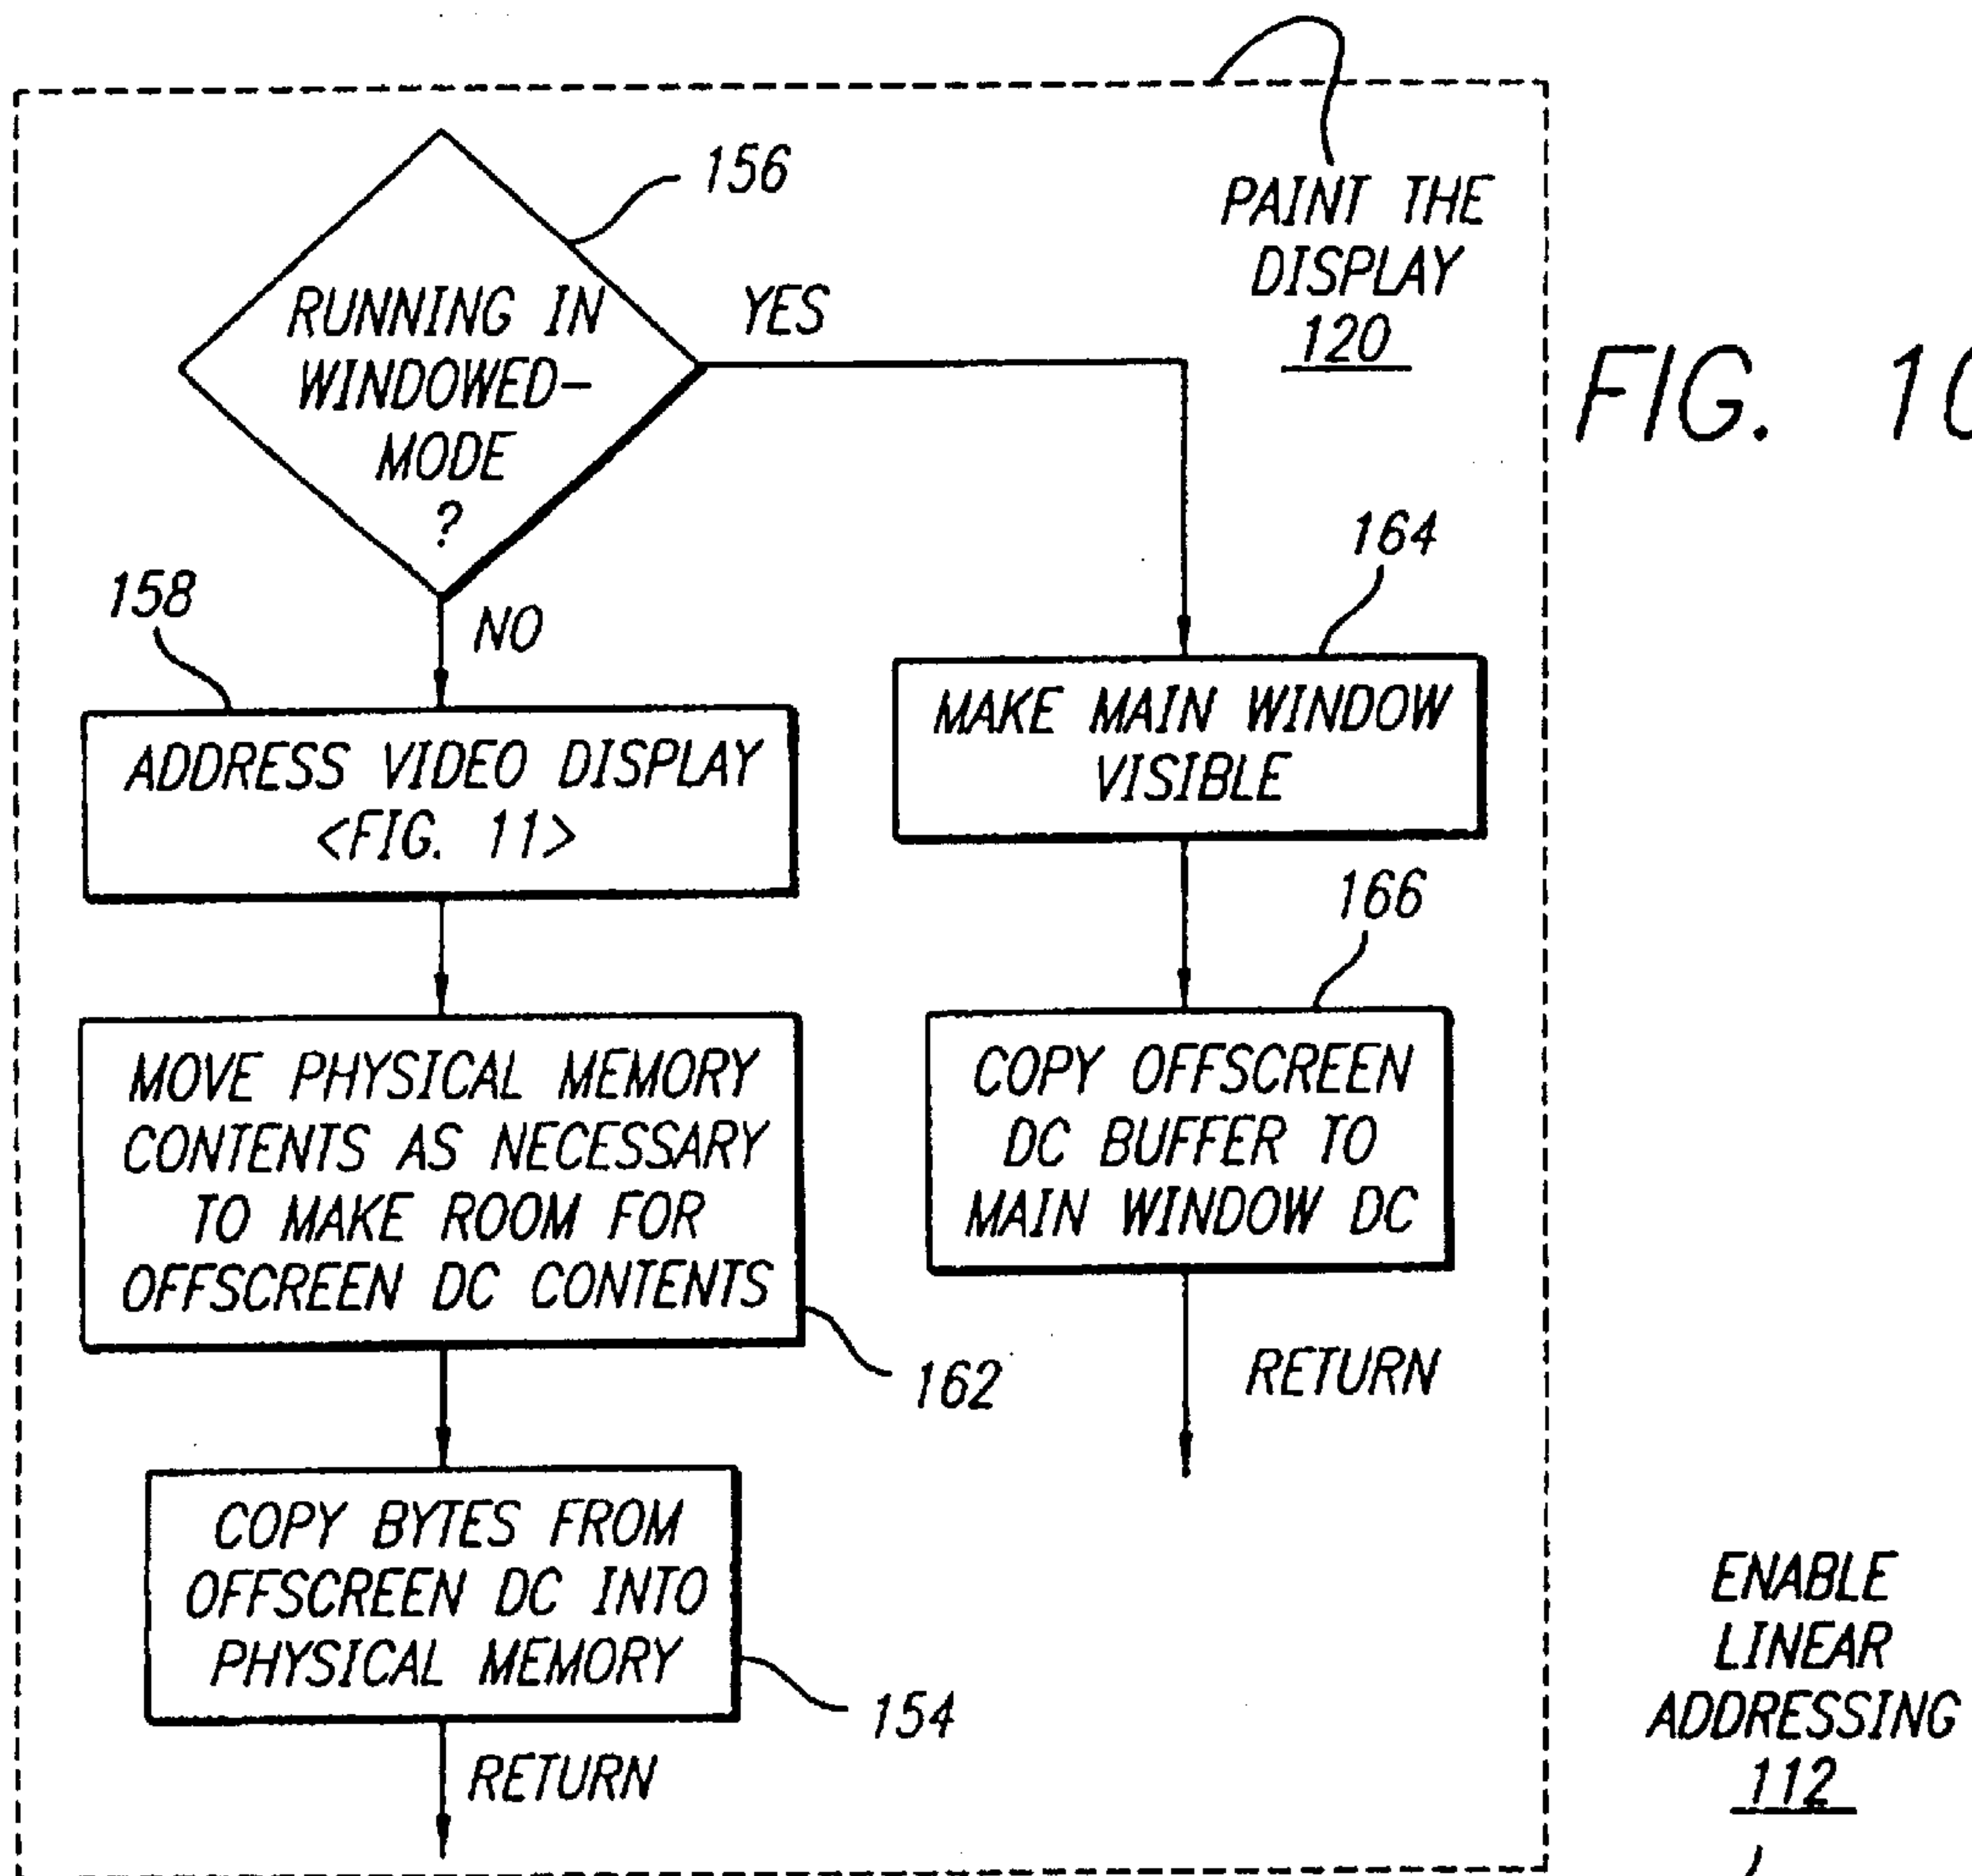 156
PAINT THE
DISPLAY
120
RUNNING IN
WINDOWED-
MODE
?
YES
FIG. 10
NO
158
164
ADDRESS VIDEO DISPLAY
<FIG. 11>
MAKE MAIN WINDOW
VISIBLE
166
MOVE PHYSICAL MEMORY
CONTENTS AS NECESSARY
TO MAKE ROOM FOR
OFFSCREEN DC CONTENTS
162
COPY OFFSCREEN
DC BUFFER TO
MAIN WINDOW DC
RETURN
COPY BYTES FROM
OFFSCREEN DC INTO
PHYSICAL MEMORY
154
RETURN
ENABLE
LINEAR
ADDRESSING
112